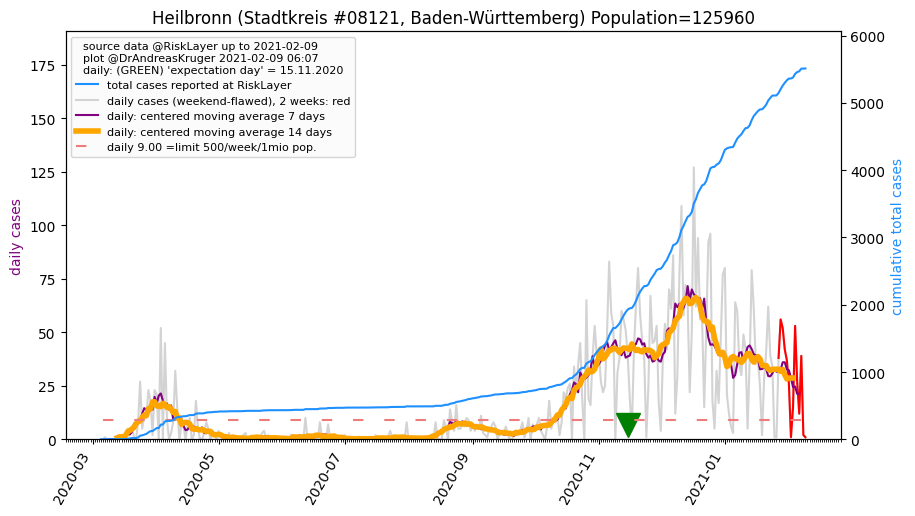 Heilbronn (Stadtkreis #08121, Baden-Württemberg) Population=125960
source data @RiskLayer up to 2021-02-09
plot @DrAndreasKruger 2021-02-09 06:07
daily: (GREEN) 'expectation day' = 15.11.2020
total cases reported at RiskLayer
daily cases (weekend-flawed), 2 weeks: red
daily: centered moving average 7 days
daily: centered moving average 14 days
daily 9.00 =limit 500/week/1mio pop.
daily cases
175
150
125
100
75
50
25
0
cumulative total cases
6000
5000
4000
3000
2000
1000
0
2020-03
2020-05
2020-07
2020-09
2020-11
2021-01